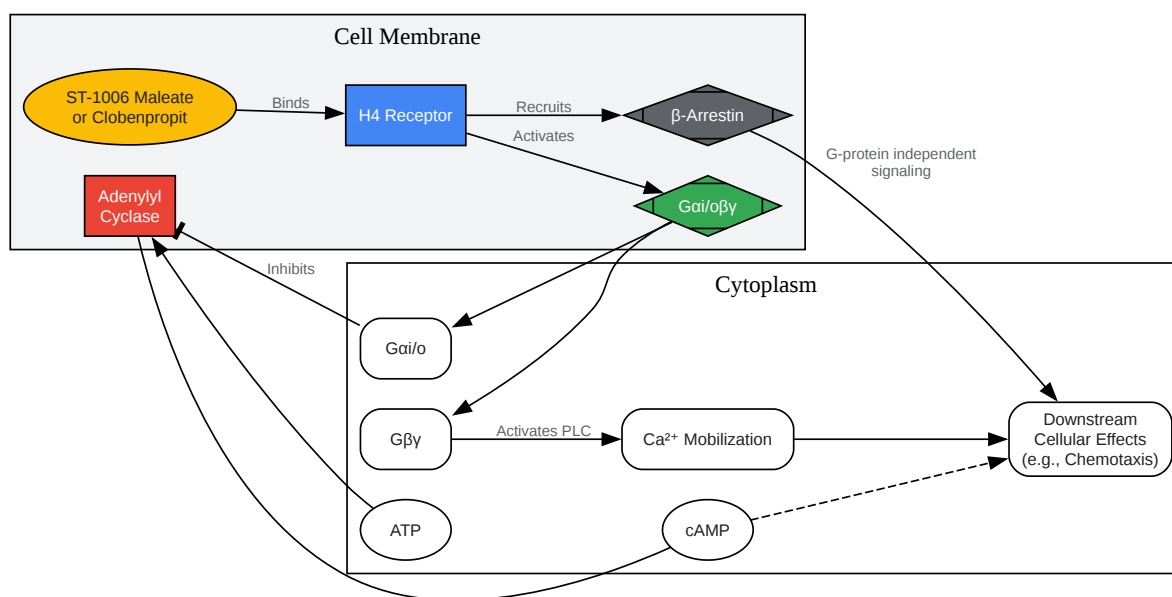 Cell Membrane
ST-1006 Maleate
or Clobenpropit
Binds
H4 Receptor
Recruits
β-Arrestin
Activates
G-protein independent
signaling
Adenylyl
Cyclase
Gαi/oβγ
Inhibits
Cytoplasm
Gαi/o
Gβγ
Activates PLC
Ca²⁺ Mobilization
Downstream
Cellular Effects
(e.g., Chemotaxis)
ATP
cAMP